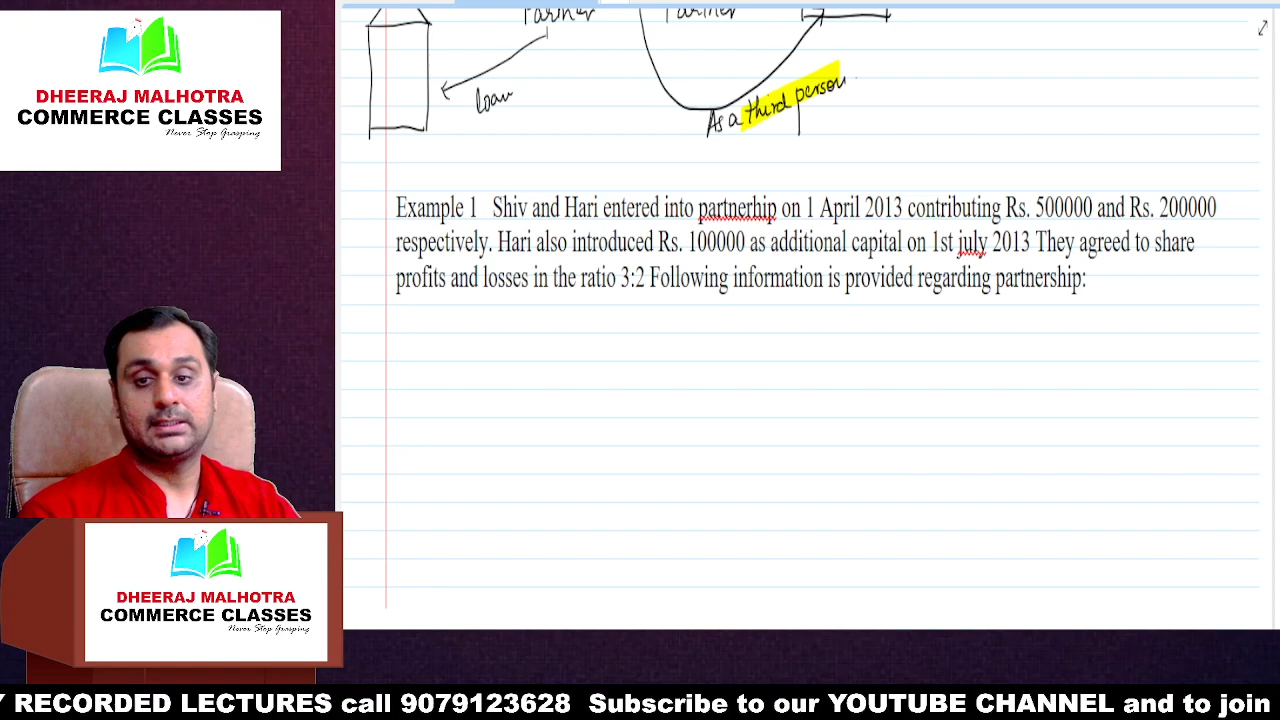 Partner
Partner
loan
As a third person
DHEERAJ MALHOTRA
COMMERCE CLASSES
Never Stop Grasping
Example 1 Shiv and Hari entered into partnerhip on 1 April 2013 contributing Rs. 500000 and Rs. 200000
respectively. Hari also introduced Rs. 100000 as additional capital on 1st july 2013 They agreed to share
profits and losses in the ratio 3:2 Following information is provided regarding partnership:
DHEERAJ MALHOTRA
COMMERCE CLASSES
Never Stop Grasping
Y RECORDED LECTURES call 9079123628 Subscribe to our YOUTUBE CHANNEL and to join